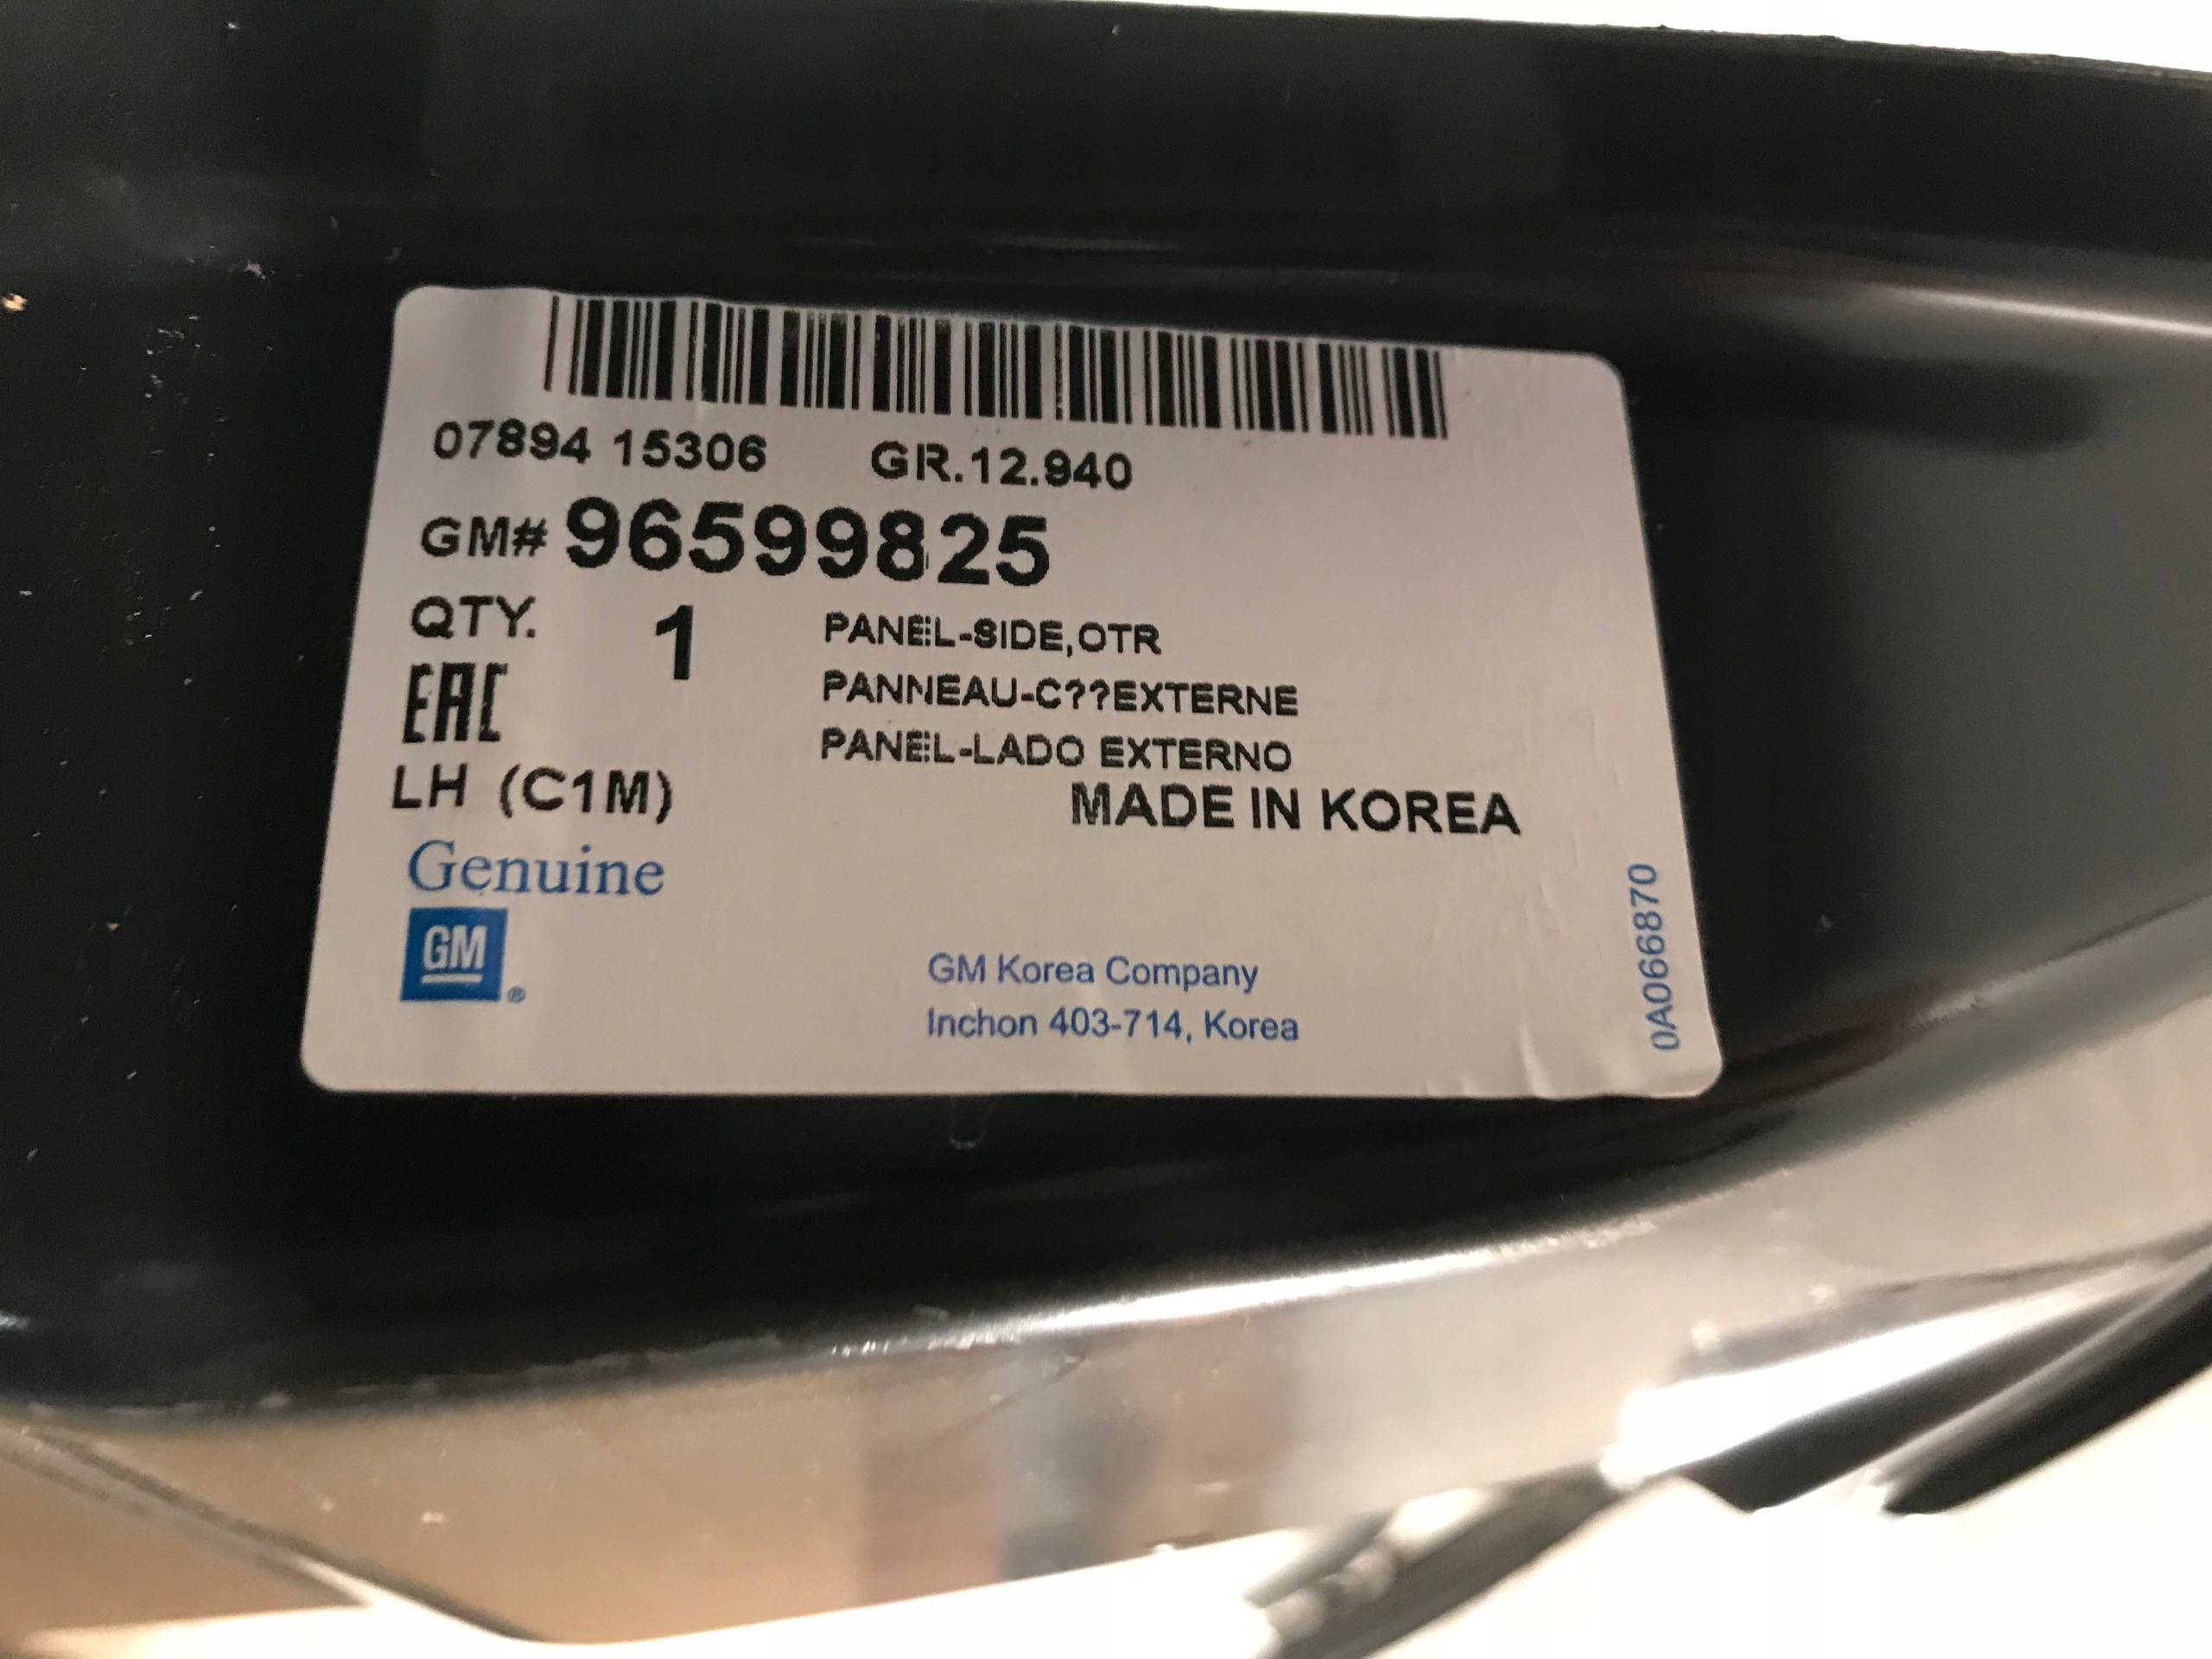 07894 15306 GR.12.940
GM# 96599825
QTY. 1 PANEL-SIDE,OTR
EAC PANNEAU-C??EXTERNE
PANEL-LADO EXTERNO
LH (C1M) MADE IN KOREA
Genuine
GM ®
GM Korea Company
Inchon 403-714, Korea
0A066870